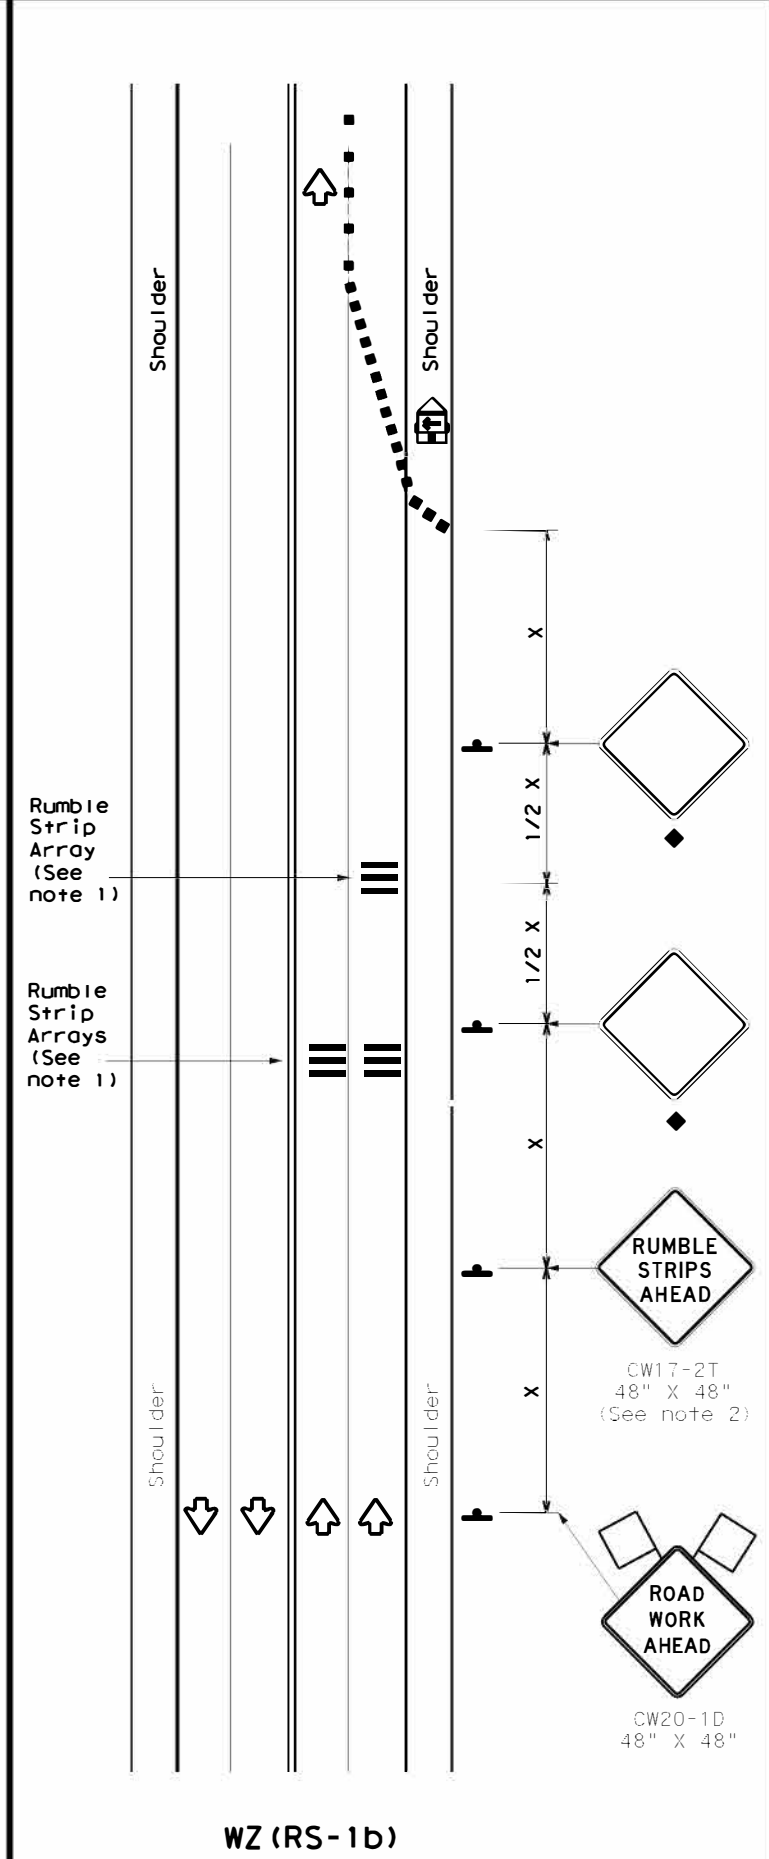 Shoulder
Shoulder
X
1/2 X
Rumble
Strip
Array
(See
note 1)
1/2 X
Rumble
Strip
Arrays
(See
note 1)
X
RUMBLE
STRIPS
AHEAD
CW17-2T
48" X 48"
(See note 2)
X
Shoulder
Shoulder
ROAD
WORK
AHEAD
CW20-1D
48" X 48"
WZ(RS-1b)